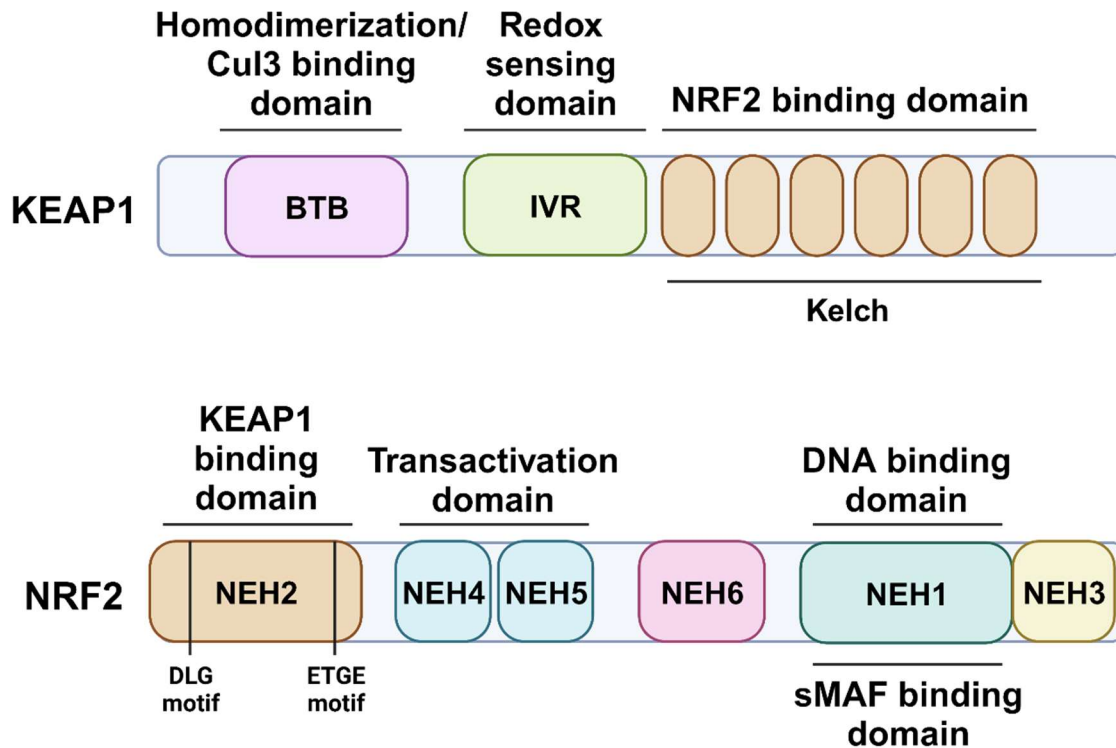 Homodimerization/
Cul3 binding
domain
Redox
sensing
domain
NRF2 binding domain
KEAP1
BTB
IVR
Kelch
KEAP1
binding
domain
Transactivation
domain
DNA binding
domain
NRF2
NEH2
NEH4
NEH5
NEH6
NEH1
NEH3
DLG
motif
ETGE
motif
sMAF binding
domain